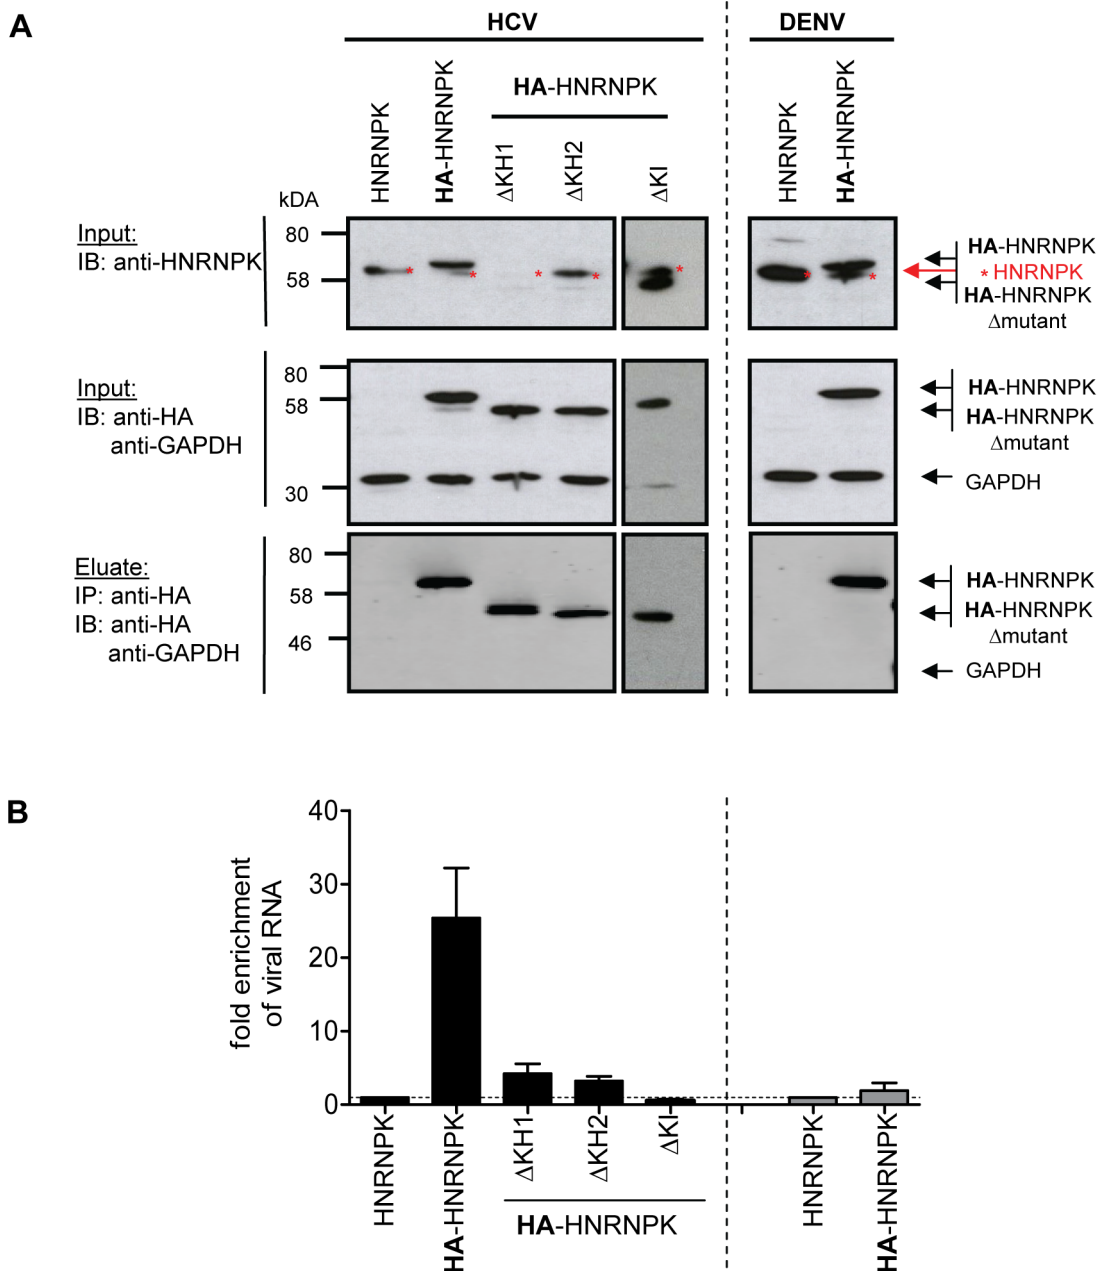 A
HCV
DENV
HA-HNRNPK
HNRNPK
HA-HNRNPK
ΔKH1
ΔKH2
ΔKI
HNRNPK
HA-HNRNPK
kDA
Input:
IB: anti-HNRNPK
80
58
* * * * *
* *
HA-HNRNPK
* HNRNPK
HA-HNRNPK
Δmutant
Input:
IB: anti-HA
anti-GAPDH
80
58
30
HA-HNRNPK
HA-HNRNPK
Δmutant
GAPDH
Eluate:
IP: anti-HA
IB: anti-HA
anti-GAPDH
80
58
46
HA-HNRNPK
HA-HNRNPK
Δmutant
GAPDH
B
fold enrichment
of viral RNA
40
30
20
10
0
HNRNPK
HA-HNRNPK
ΔKH1
ΔKH2
ΔKI
HA-HNRNPK
HNRNPK
HA-HNRNPK